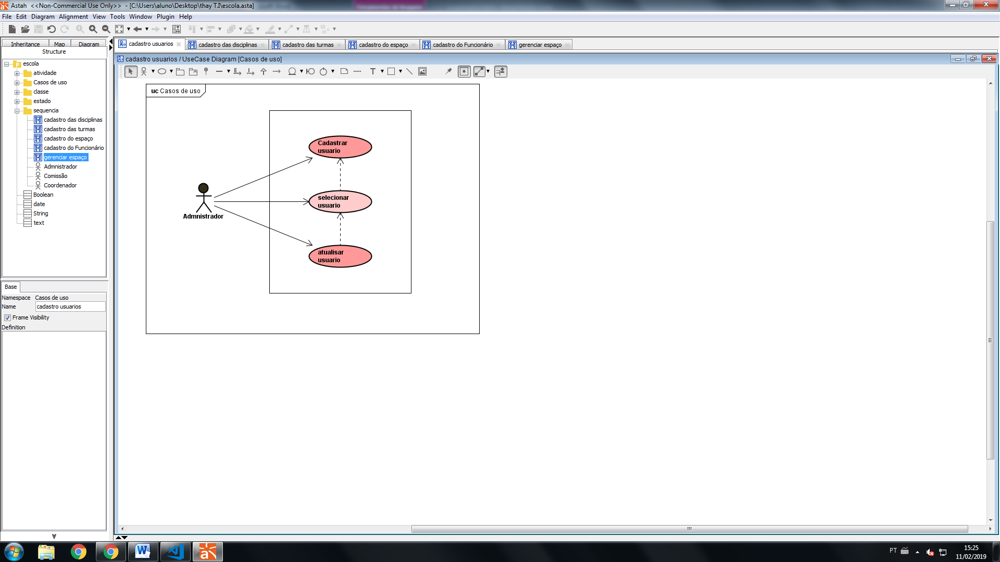 Astah <<Non-Commercial Use Only>> - [C:\Users\aluno\Desktop\thay T.I\escola.asta]
File Edit Diagram Alignment View Tools Window Plugin Help
Inheritance Map Diagram
Structure
escola
atividade
Casos de uso
classe
estado
sequencia
cadastro das disciplinas
cadastro das turmas
cadastro do espaço
cadastro do Funcionário
gerenciar espaço
Admnistrador
Comissão
Coordenador
Boolean
date
String
text
Base
Namespace Casos de uso
Name cadastro usuarios
Frame Visibility
Definition
cadastro usuarios cadastro das disciplinas cadastro das turmas cadastro do espaço cadastro do Funcionário gerenciar espaço
cadastro usuarios / UseCase Diagram [Casos de uso]
uc Casos de uso
Cadastrar
usuario
selecionar
usuario
atualisar
usuario
Admnistrador
PT
15:25
11/02/2019